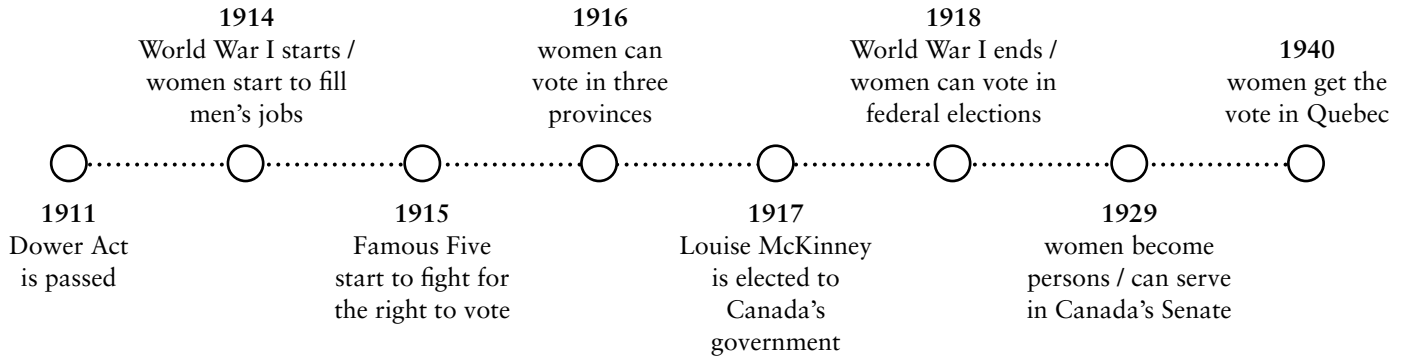 1911
Dower Act
is passed
1914
World War I starts /
women start to fill
men’s jobs
1915
Famous Five
start to fight for
the right to vote
1916
women can
vote in three
provinces
1917
Louise McKinney
is elected to
Canada’s
government
1918
World War I ends /
women can vote in
federal elections
1929
women become
persons / can serve
in Canada’s Senate
1940
women get the
vote in Quebec